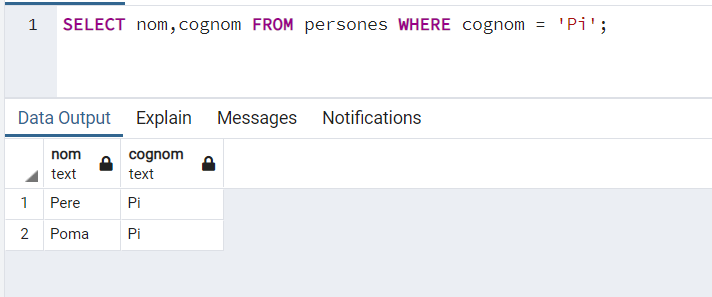 1 SELECT nom,cognom FROM persones WHERE cognom = 'Pi';
Data Output Explain Messages Notifications
nom cognom
text text
1 Pere Pi
2 Poma Pi